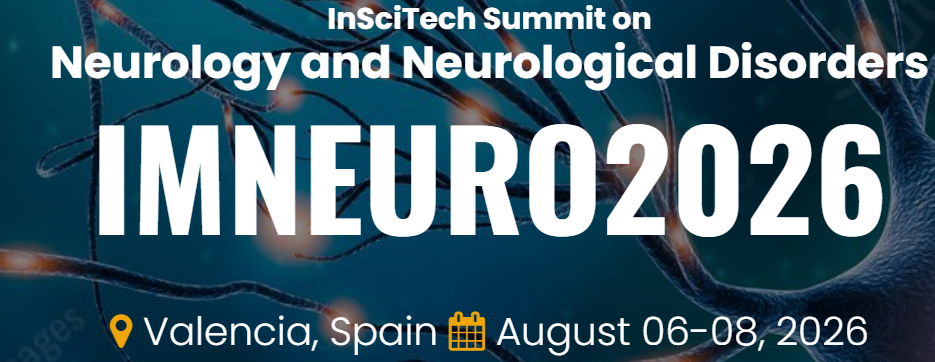 InSciTech Summit on
Neurology and Neurological Disorders
IMNEURO2026
Valencia, Spain August 06-08, 2026